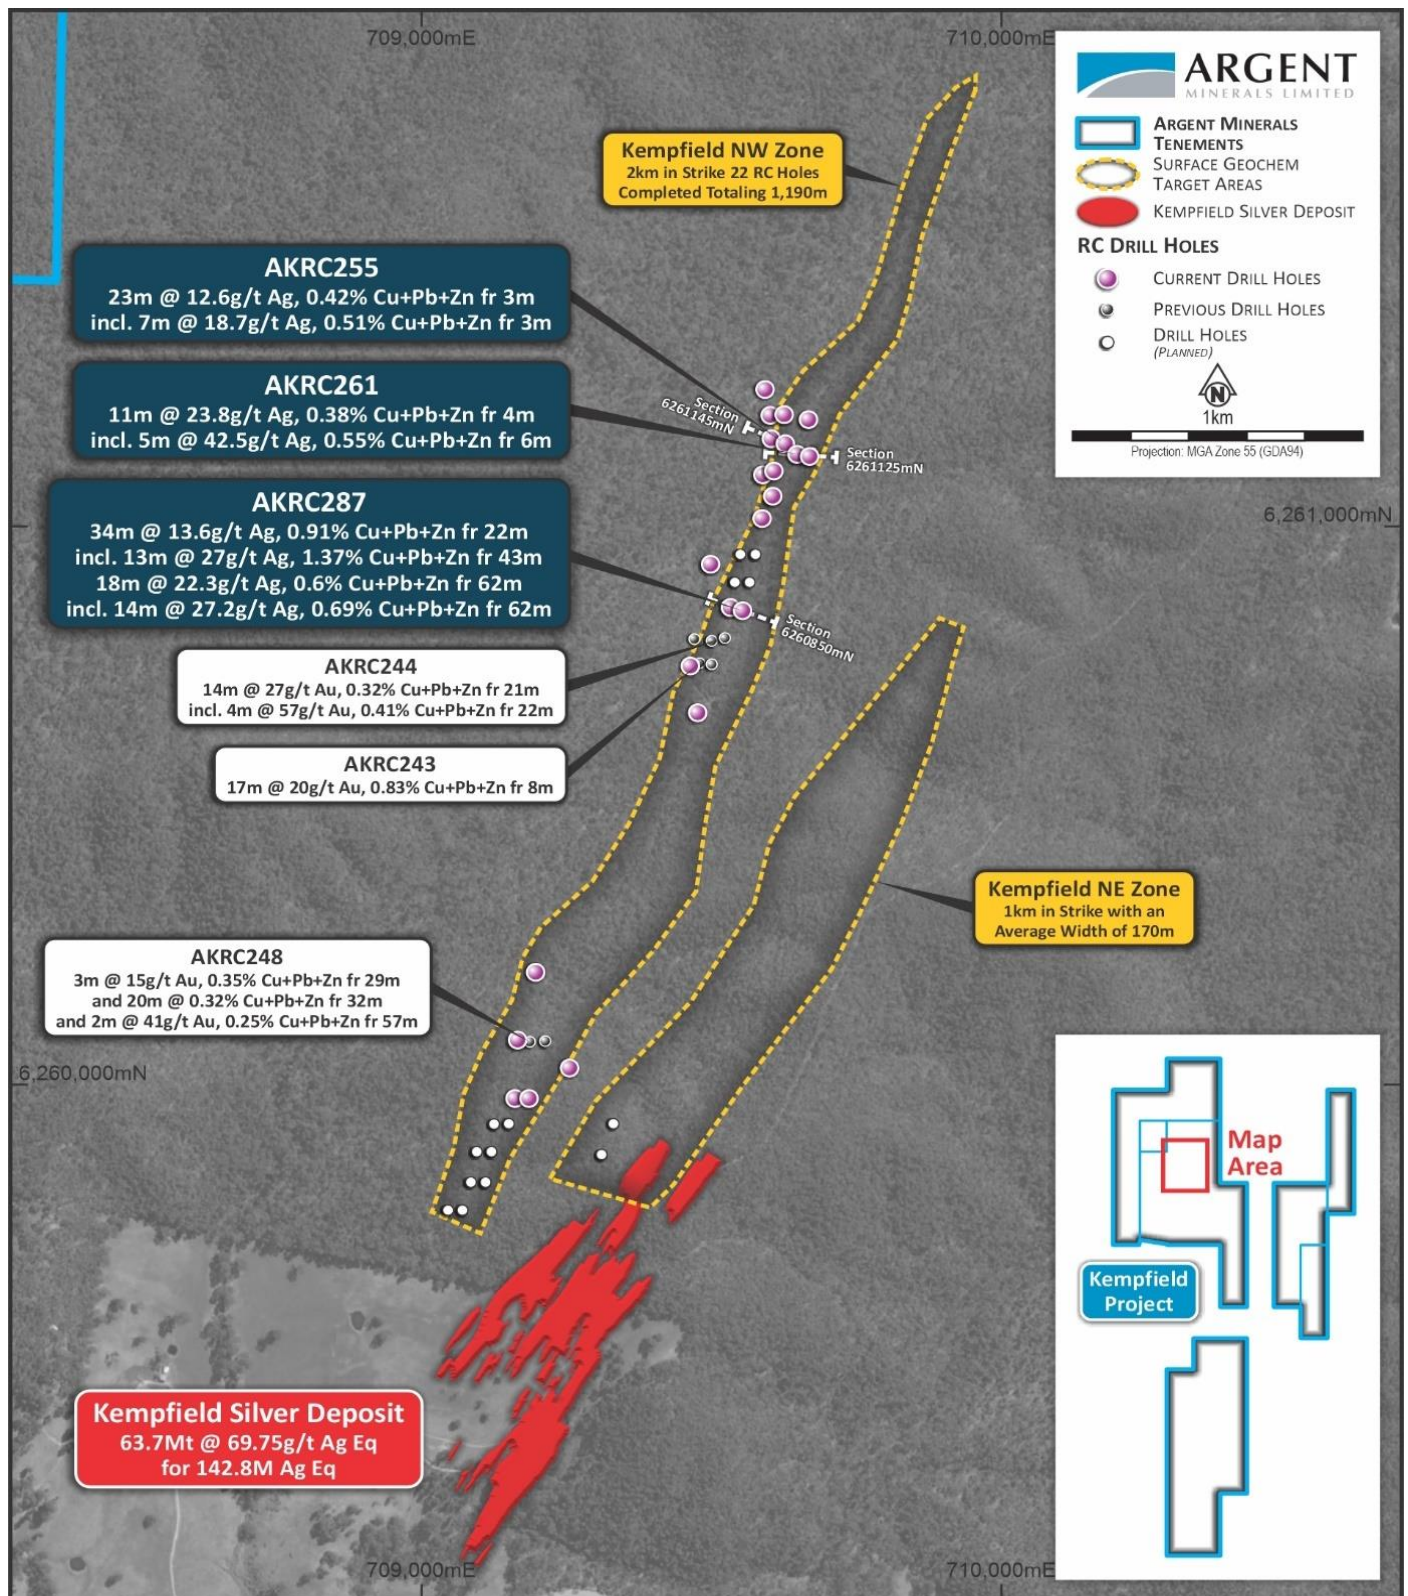 709,000mE
710,000mE
ARGENT
MINERALS LIMITED
ARGENT MINERALS
TENEMENTS
SURFACE GEOCHEM
TARGET AREAS
KEMPFIELD SILVER DEPOSIT
RC DRILL HOLES
CURRENT DRILL HOLES
PREVIOUS DRILL HOLES
DRILL HOLES
(PLANNED)
N
1km
Projection: MGA Zone 55 (GDA94)
Kempfield NW Zone
2km in Strike 22 RC Holes
Completed Totaling 1,190m
AKRC255
23m @ 12.6g/t Ag, 0.42% Cu+Pb+Zn fr 3m
incl. 7m @ 18.7g/t Ag, 0.51% Cu+Pb+Zn fr 3m
AKRC261
11m @ 23.8g/t Ag, 0.38% Cu+Pb+Zn fr 4m
incl. 5m @ 42.5g/t Ag, 0.55% Cu+Pb+Zn fr 6m
Section
6261145mN
Section
6261125mN
AKRC287
34m @ 13.6g/t Ag, 0.91% Cu+Pb+Zn fr 22m
incl. 13m @ 27g/t Ag, 1.37% Cu+Pb+Zn fr 43m
18m @ 22.3g/t Ag, 0.6% Cu+Pb+Zn fr 62m
incl. 14m @ 27.2g/t Ag, 0.69% Cu+Pb+Zn fr 62m
6,261,000mN
Section
6260850mN
AKRC244
14m @ 27g/t Au, 0.32% Cu+Pb+Zn fr 21m
incl. 4m @ 57g/t Au, 0.41% Cu+Pb+Zn fr 22m
AKRC243
17m @ 20g/t Au, 0.83% Cu+Pb+Zn fr 8m
Kempfield NE Zone
1km in Strike with an
Average Width of 170m
AKRC248
3m @ 15g/t Au, 0.35% Cu+Pb+Zn fr 29m
and 20m @ 0.32% Cu+Pb+Zn fr 32m
and 2m @ 41g/t Au, 0.25% Cu+Pb+Zn fr 57m
6,260,000mN
Map
Area
Kempfield
Project
Kempfield Silver Deposit
63.7Mt @ 69.75g/t Ag Eq
for 142.8M Ag Eq
709,000mE
710,000mE